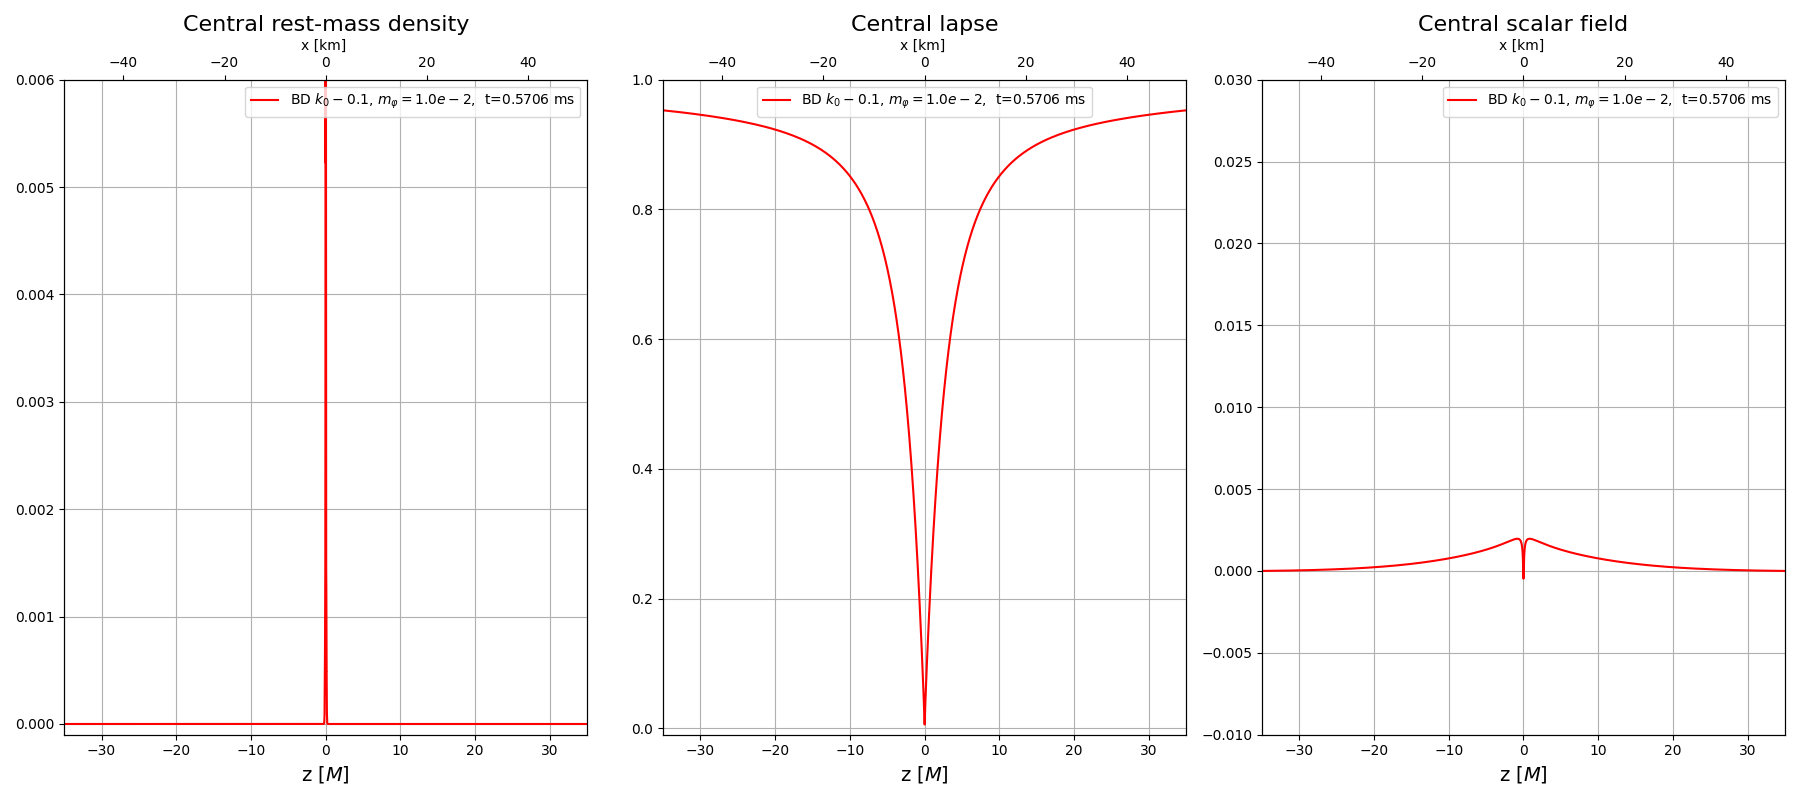 Central rest-mass density
x [km]
−40 −20 0 20 40
BD k₀ − 0.1, mᵩ = 1.0e − 2, t=0.5706 ms
0.006
0.005
0.004
0.003
0.002
0.001
0.000
−30 −20 −10 0 10 20 30
z [M]
Central lapse
x [km]
−40 −20 0 20 40
BD k₀ − 0.1, mᵩ = 1.0e − 2, t=0.5706 ms
1.0
0.8
0.6
0.4
0.2
0.0
−30 −20 −10 0 10 20 30
z [M]
Central scalar field
x [km]
−40 −20 0 20 40
BD k₀ − 0.1, mᵩ = 1.0e − 2, t=0.5706 ms
0.030
0.025
0.020
0.015
0.010
0.005
0.000
−0.005
−0.010
−30 −20 −10 0 10 20 30
z [M]